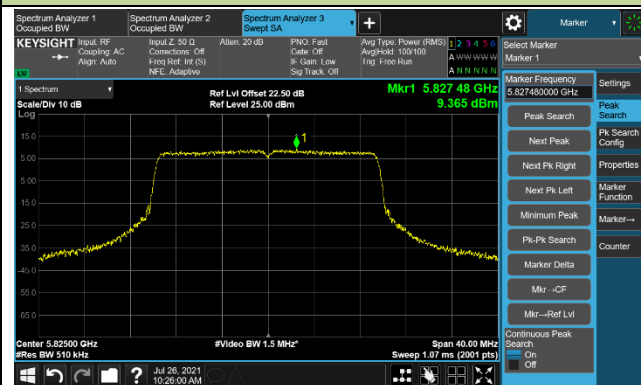 Spectrum Analyzer 1
Occupied BW
Spectrum Analyzer 2
Occupied BW
Spectrum Analyzer 3
Swept SA
+
Marker
KEYSIGHT
Input: RF
Coupling: AC
Align: Auto
Input Z: 50 Ω
Corrections: Off
Freq Ref: Int (S)
NFE: Adaptive
Atten: 20 dB
PNO: Fast
Gate: Off
IF Gain: Low
Sig Track: Off
Avg Type: Power (RMS)
Avg|Hold: 100/100
Trig: Free Run
1 2 3 4 5 6
A W W W W W
A N N N N N
Select Marker
Marker 1
LXI
1 Spectrum
Scale/Div 10 dB
Log
Ref Lvl Offset 22.50 dB
Ref Level 25.00 dBm
Mkr1 5.827 48 GHz
9.365 dBm
1
15.0
5.00
-5.00
-15.0
-25.0
-35.0
-45.0
-55.0
-65.0
Center 5.82500 GHz
#Res BW 510 kHz
#Video BW 1.5 MHz*
Span 40.00 MHz
Sweep 1.07 ms (2001 pts)
Marker Frequency
5.827480000 GHz
Peak Search
Next Peak
Next Pk Right
Next Pk Left
Minimum Peak
Pk-Pk Search
Marker Delta
Mkr→CF
Mkr→Ref Lvl
Continuous Peak
Search
On
Off
Settings
Peak
Search
Pk Search
Config
Properties
Marker
Function
Marker→
Counter
?
Jul 26, 2021
10:26:00 AM